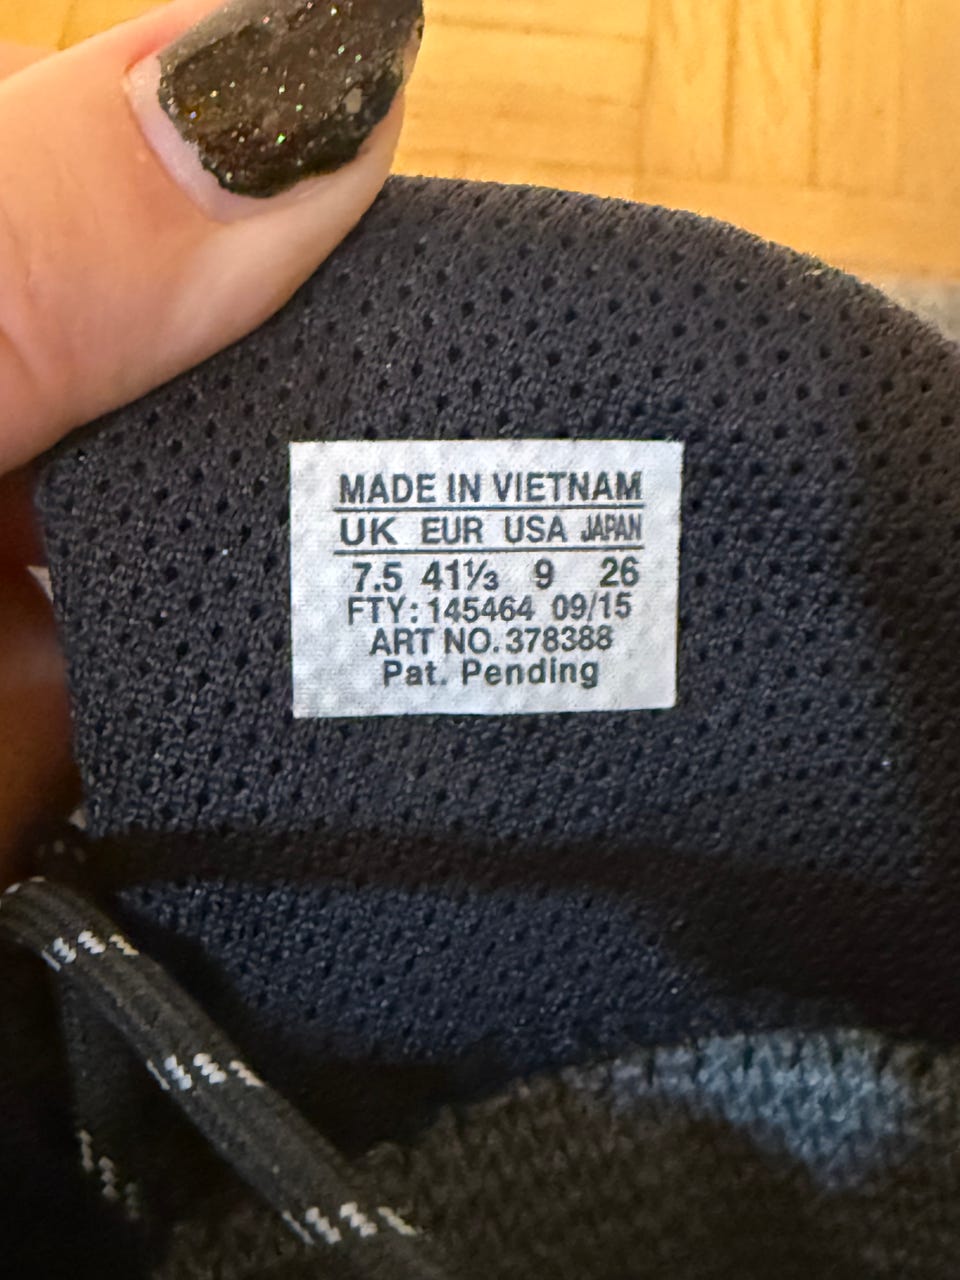 MADE IN VIETNAM
UK EUR USA JAPAN
7.5 41⅓ 9 26
FTY: 145464 09/15
ART NO. 378388
Pat. Pending